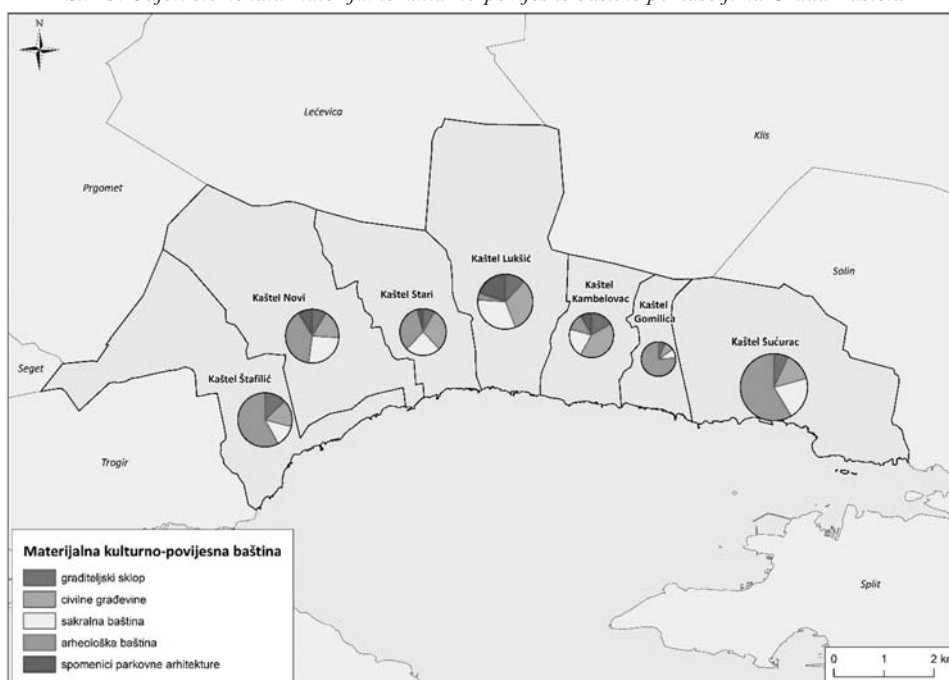 N
Lećevica
Klis
Prgomet
Solin
Kaštel Lukšić
Kaštel
Kambelovac
Kaštel Novi
Kaštel Stari
Kaštel
Gomilica
Kaštel Sućurac
Seget
Kaštel Štafilić
Trogir
Materijalna kulturno-povijesna baština
graditeljski sklop
civilne građevine
sakralna baština
arheološka baština
spomenici parkovne arhitekture
Split
0 1 2 km